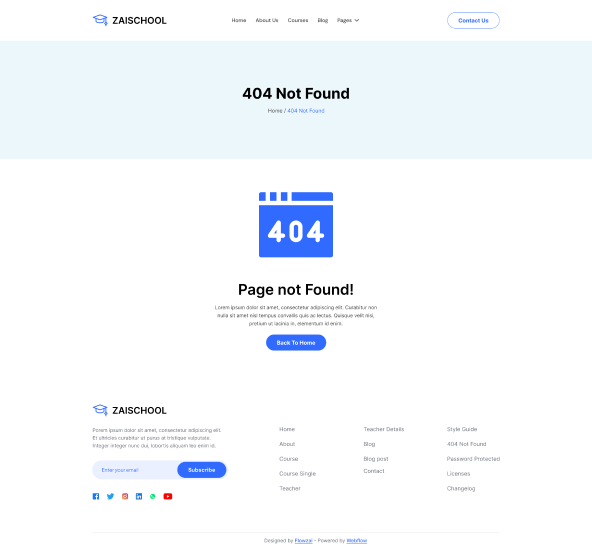 ZAISCHOOL
Home About Us Courses Blog Pages
Contact Us
404 Not Found
Home / 404 Not Found
404
Page not Found!
Lorem ipsum dolor sit amet, consectetur adipiscing elit. Curabitur non
nulla sit amet nisl tempus convallis quis ac lectus. Quisque velit nisi,
pretium ut lacinia in, elementum id enim.
Back To Home
ZAISCHOOL
Porem ipsum dolor sit amet, consectetur adipiscing elit.
Et ultricies curabitur ut purus at tristique vulputate.
Integer integer nunc dui, lobortis aliquam leo enim id.
Enter your email
Subscribe
Home
About
Course
Course Single
Teacher
Teacher Details
Blog
Blog post
Contact
Style Guide
404 Not Found
Password Protected
Licenses
Changelog
Designed by Flowzai - Powered by Webflow